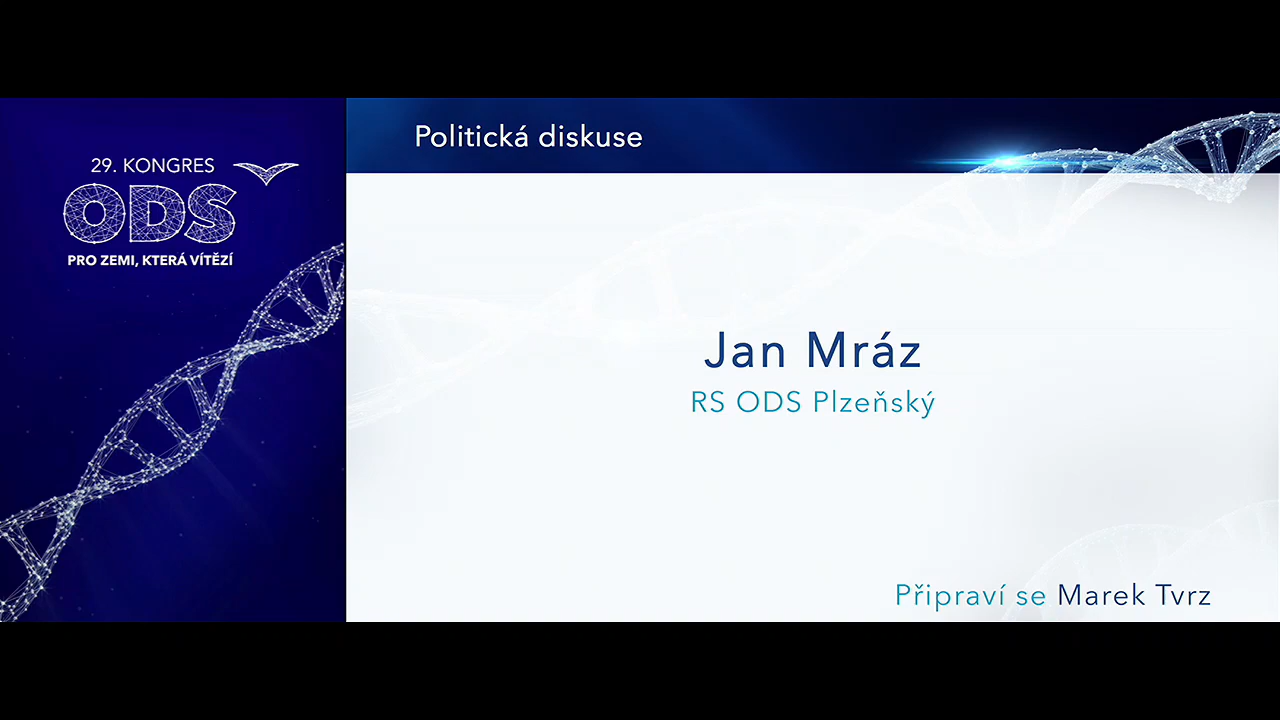 29. KONGRES
ODS
PRO ZEMI, KTERÁ VÍTĚZÍ
Politická diskuse
Jan Mráz
RS ODS Plzeňský
Připraví se Marek Tvrz